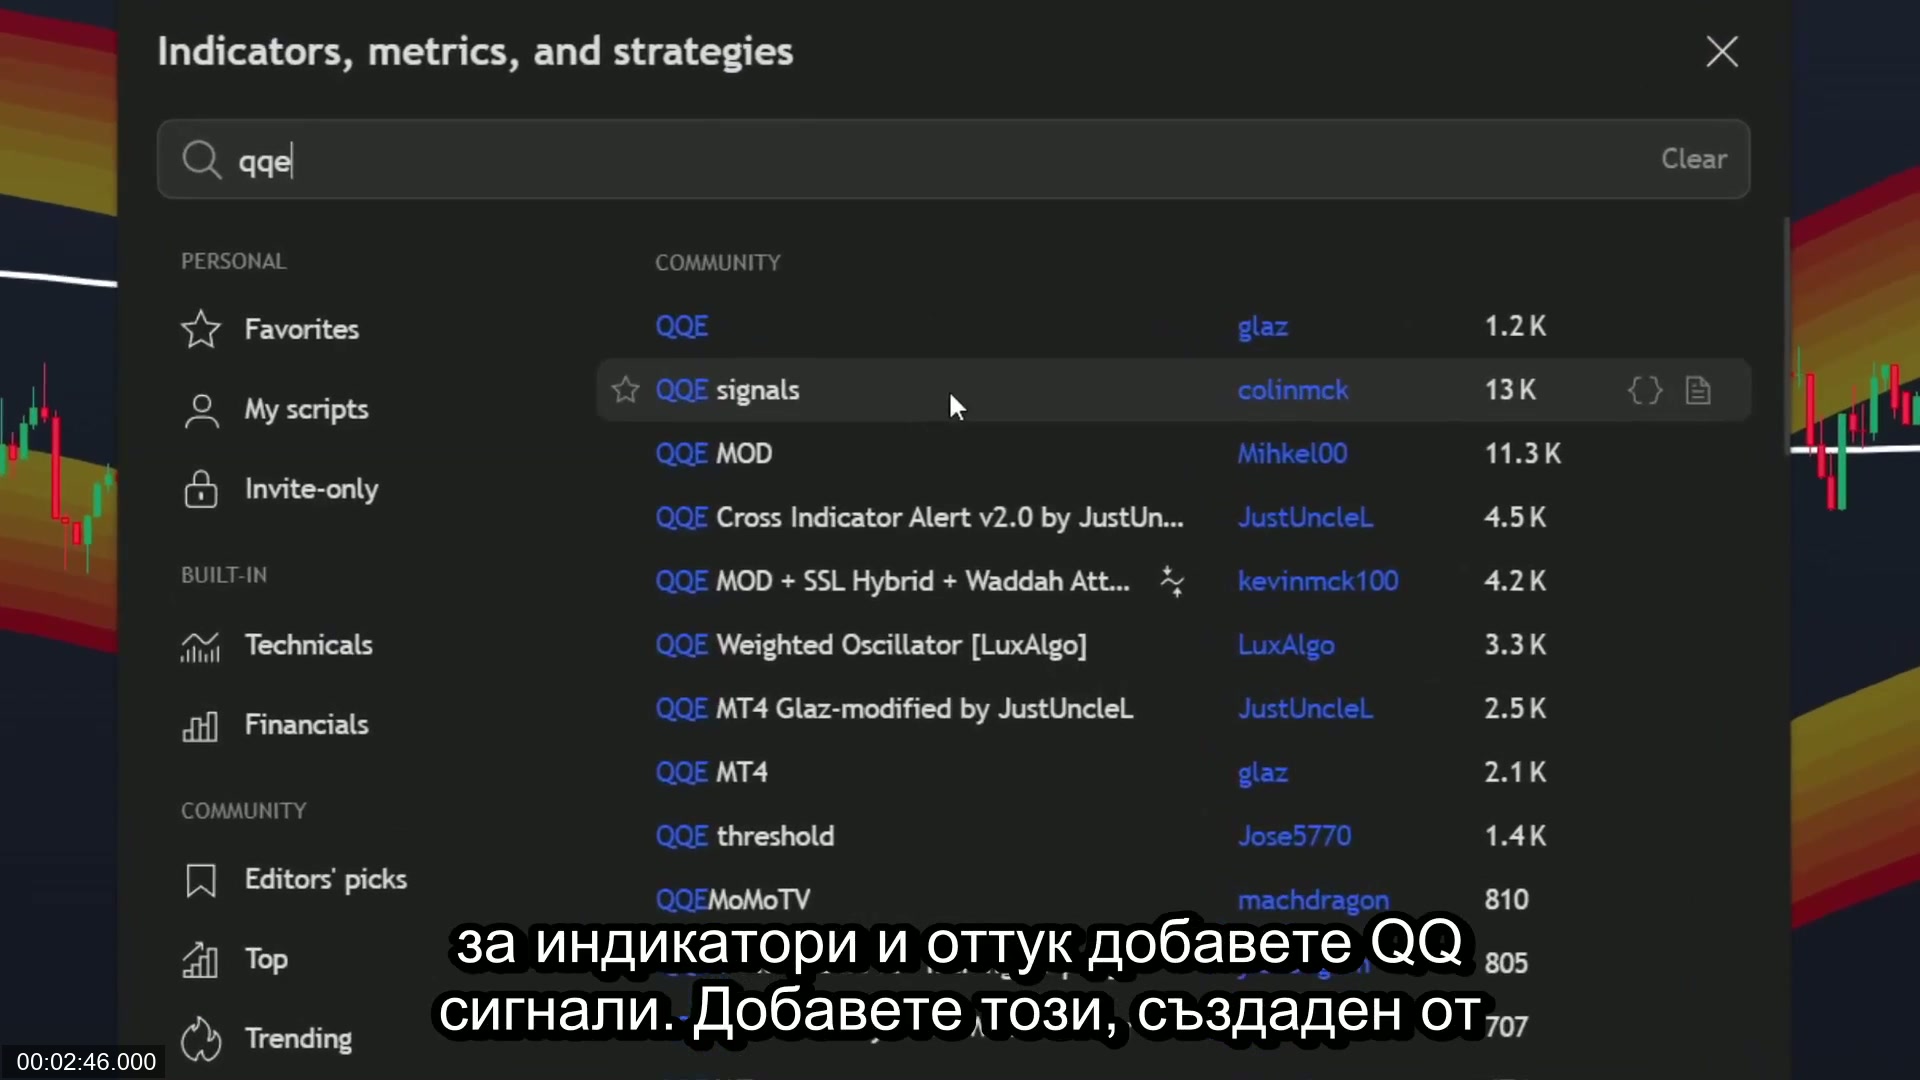 Indicators, metrics, and strategies
qqe
Clear
PERSONAL
Favorites
My scripts
Invite-only
BUILT-IN
Technicals
Financials
COMMUNITY
Editors' picks
Top
Trending
COMMUNITY
QQE glaz 1.2 K
QQE signals colinmck 13 K
QQE MOD Mihkel00 11.3 K
QQE Cross Indicator Alert v2.0 by JustUn... JustUncleL 4.5 K
QQE MOD + SSL Hybrid + Waddah Att... kevinmck100 4.2 K
QQE Weighted Oscillator [LuxAlgo] LuxAlgo 3.3 K
QQE MT4 Glaz-modified by JustUncleL JustUncleL 2.5 K
QQE MT4 glaz 2.1 K
QQE threshold Jose5770 1.4 K
QQEMoMoTV machdragon 810
805
707
за индикатори и оттук добавете QQ
сигнали. Добавете този, създаден от
00:02:46.000